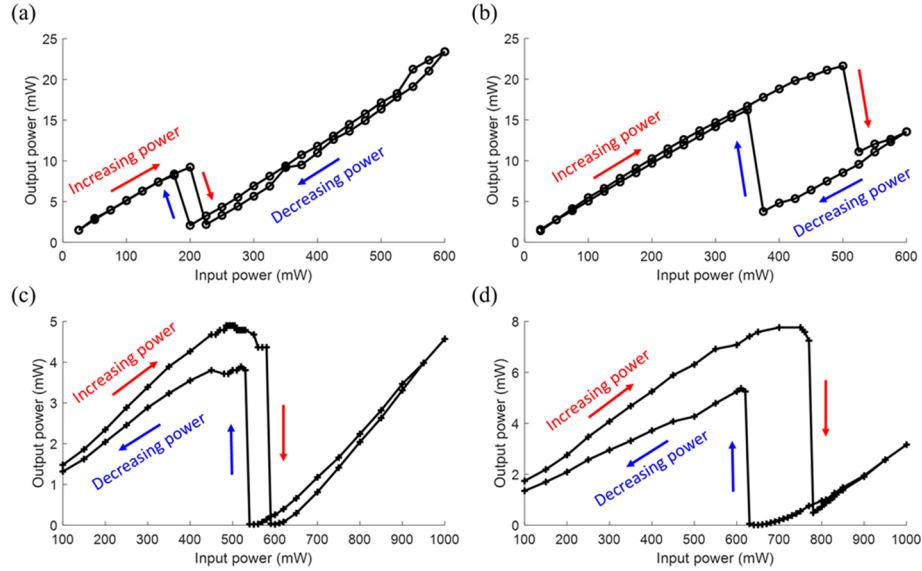 (a)
(b)
25
20
15
10
5
0
Output power (mW)
Increasing power
Decreasing power
0 100 200 300 400 500 600
Input power (mW)
25
20
15
10
5
0
Output power (mW)
Increasing power
Decreasing power
0 100 200 300 400 500 600
Input power (mW)
(c)
(d)
5
4
3
2
1
0
Output power (mW)
Increasing power
Decreasing power
100 200 300 400 500 600 700 800 900 1000
Input power (mW)
8
6
4
2
0
Output power (mW)
Increasing power
Decreasing power
100 200 300 400 500 600 700 800 900 1000
Input power (mW)